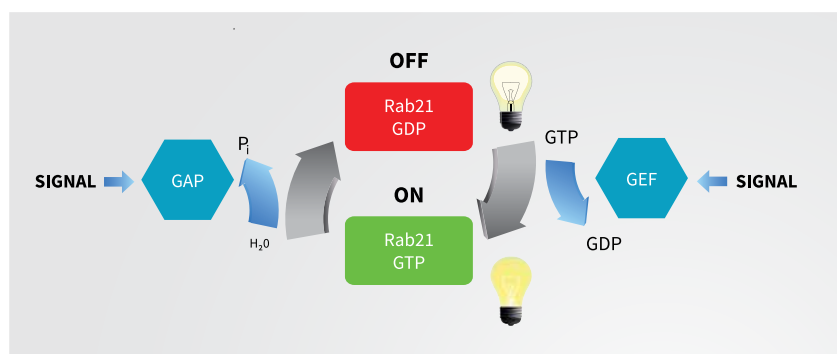 OFF
Rab21
GDP
GTP
P i
SIGNAL
GAP
GEF
SIGNAL
ON
H₂0
Rab21
GTP
GDP